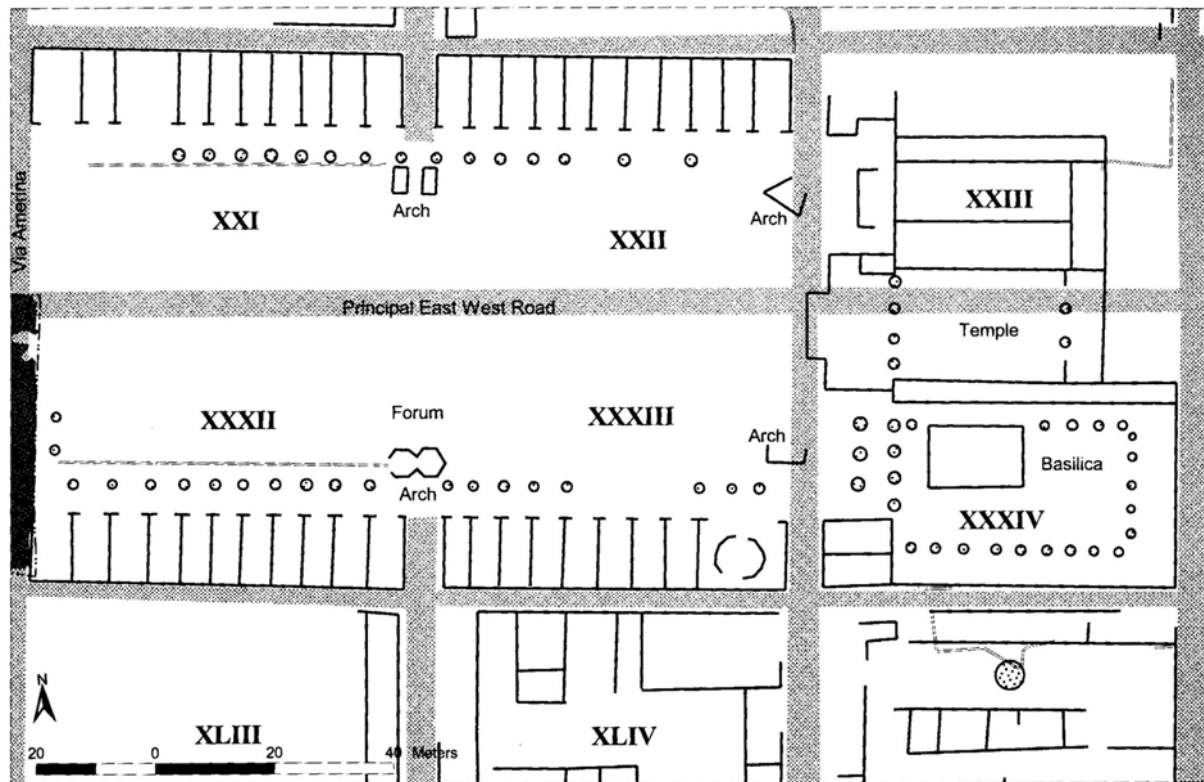 Via Amerina
XXI
Arch
XXII
Arch
XXIII
Principal East West Road
Temple
XXXII
Forum
XXXIII
Arch
Arch
Basilica
XXXIV
N
XLIII
XLIV
20 0 20 40 Meters